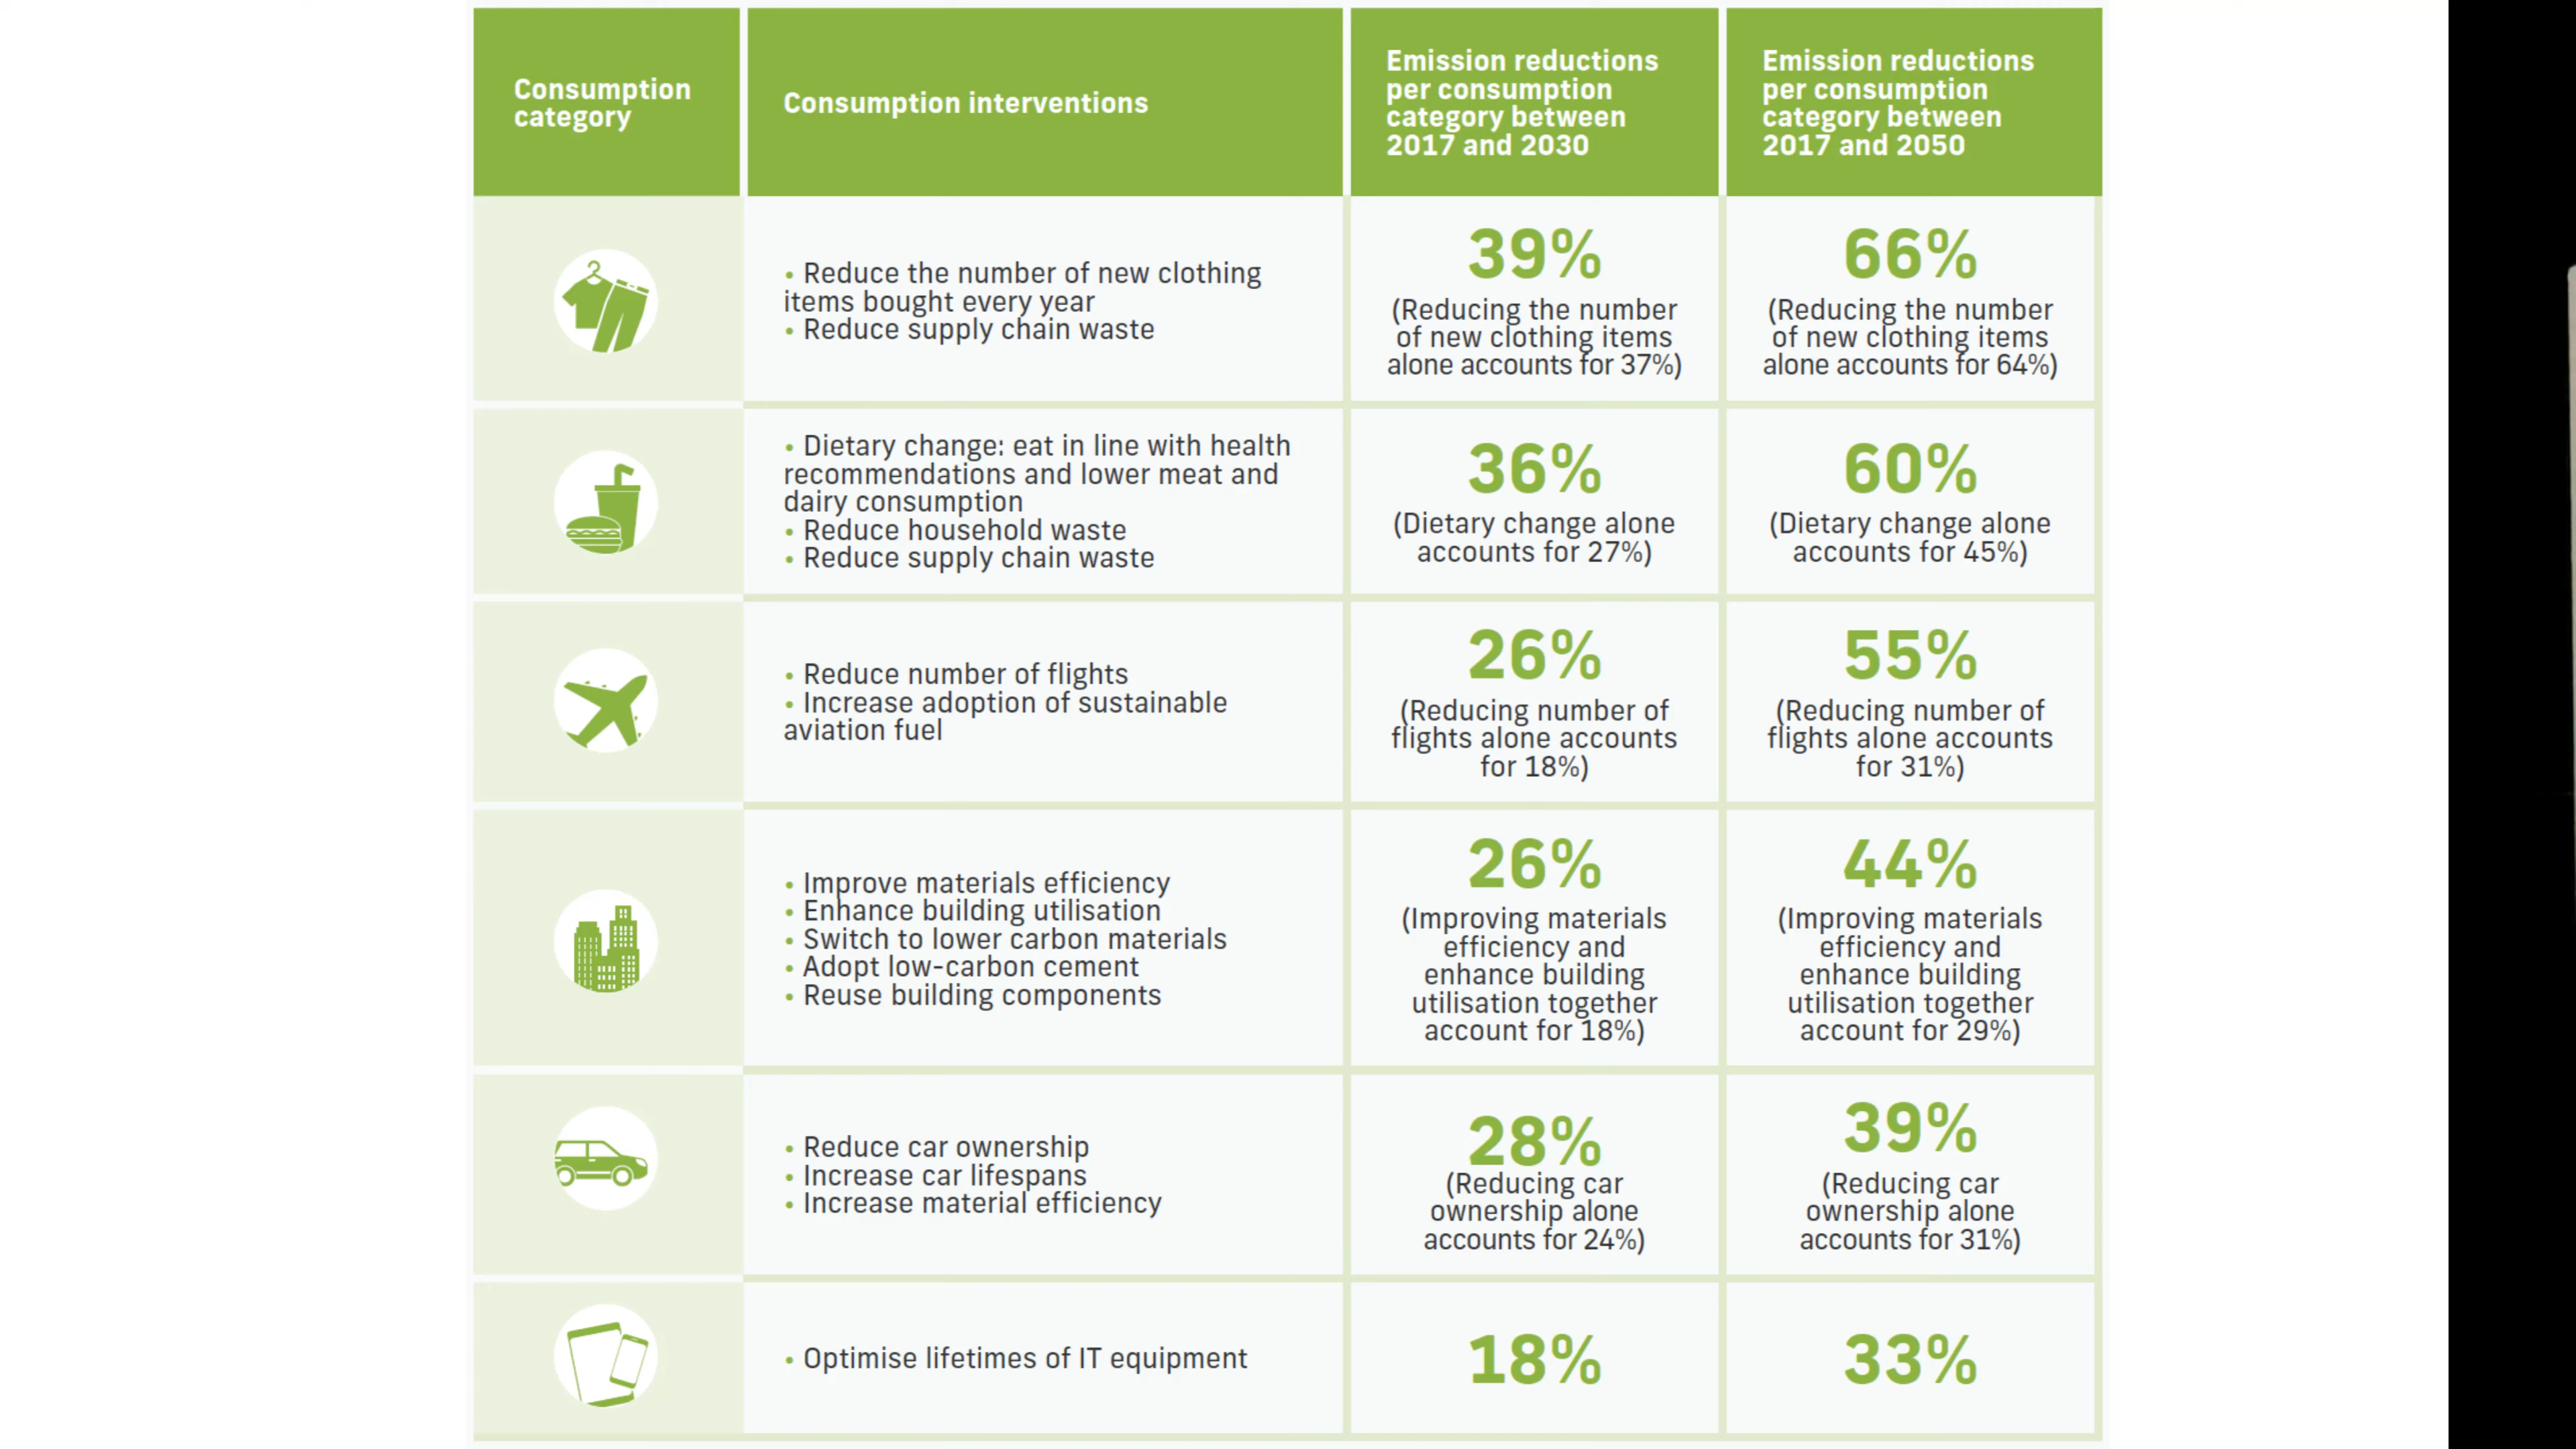 Consumption
category
Consumption interventions
Emission reductions
per consumption
category between
2017 and 2030
Emission reductions
per consumption
category between
2017 and 2050
• Reduce the number of new clothing
items bought every year
• Reduce supply chain waste
39%
(Reducing the number
of new clothing items
alone accounts for 37%)
66%
(Reducing the number
of new clothing items
alone accounts for 64%)
• Dietary change: eat in line with health
recommendations and lower meat and
dairy consumption
• Reduce household waste
• Reduce supply chain waste
36%
(Dietary change alone
accounts for 27%)
60%
(Dietary change alone
accounts for 45%)
• Reduce number of flights
• Increase adoption of sustainable
aviation fuel
26%
(Reducing number of
flights alone accounts
for 18%)
55%
(Reducing number of
flights alone accounts
for 31%)
• Improve materials efficiency
• Enhance building utilisation
• Switch to lower carbon materials
• Adopt low-carbon cement
• Reuse building components
26%
(Improving materials
efficiency and
enhance building
utilisation together
account for 18%)
44%
(Improving materials
efficiency and
enhance building
utilisation together
account for 29%)
• Reduce car ownership
• Increase car lifespans
• Increase material efficiency
28%
(Reducing car
ownership alone
accounts for 24%)
39%
(Reducing car
ownership alone
accounts for 31%)
• Optimise lifetimes of IT equipment
18%
33%